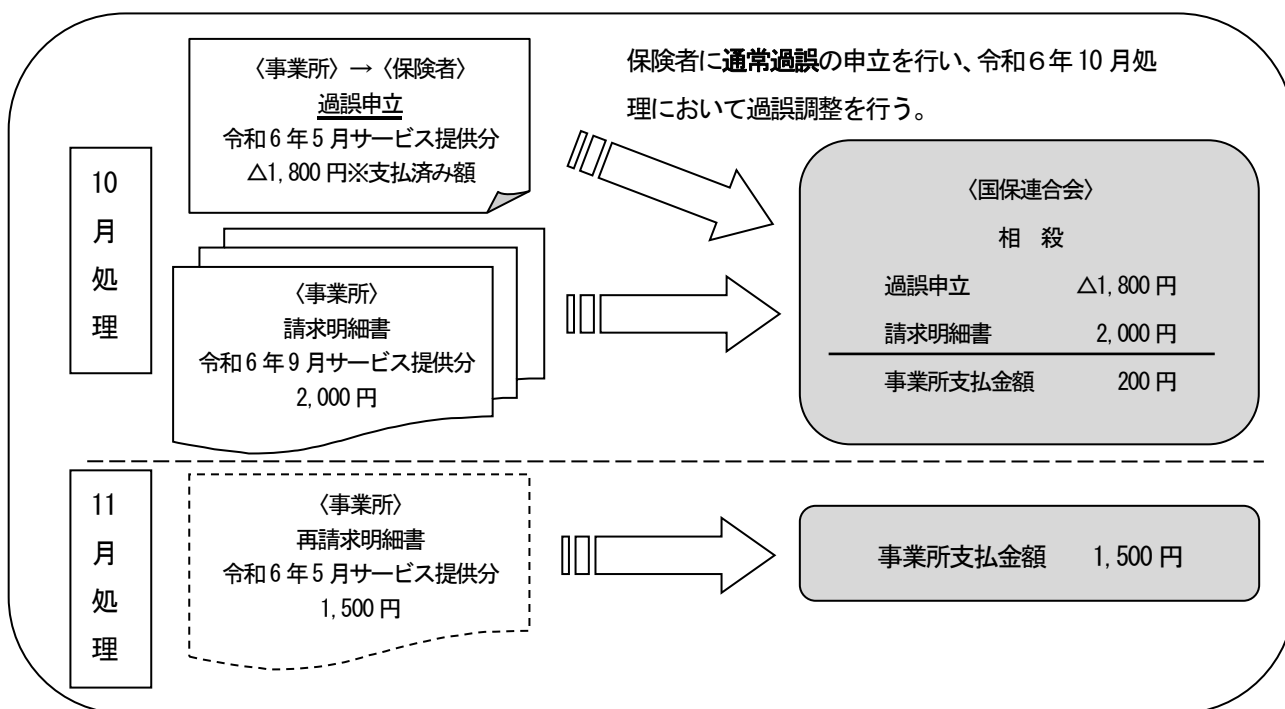 〈事業所〉→〈保険者〉
過誤申立
令和6年5月サービス提供分
△1,800円※支払済み額
保険者に通常過誤の申立を行い、令和6年10月処
理において過誤調整を行う。
10
月
処
理
〈事業所〉
請求明細書
令和6年9月サービス提供分
2,000円
〈国保連合会〉
相 殺
過誤申立 △1,800円
請求明細書 2,000円
事業所支払金額 200円
11
月
処
理
〈事業所〉
再請求明細書
令和6年5月サービス提供分
1,500円
事業所支払金額 1,500円